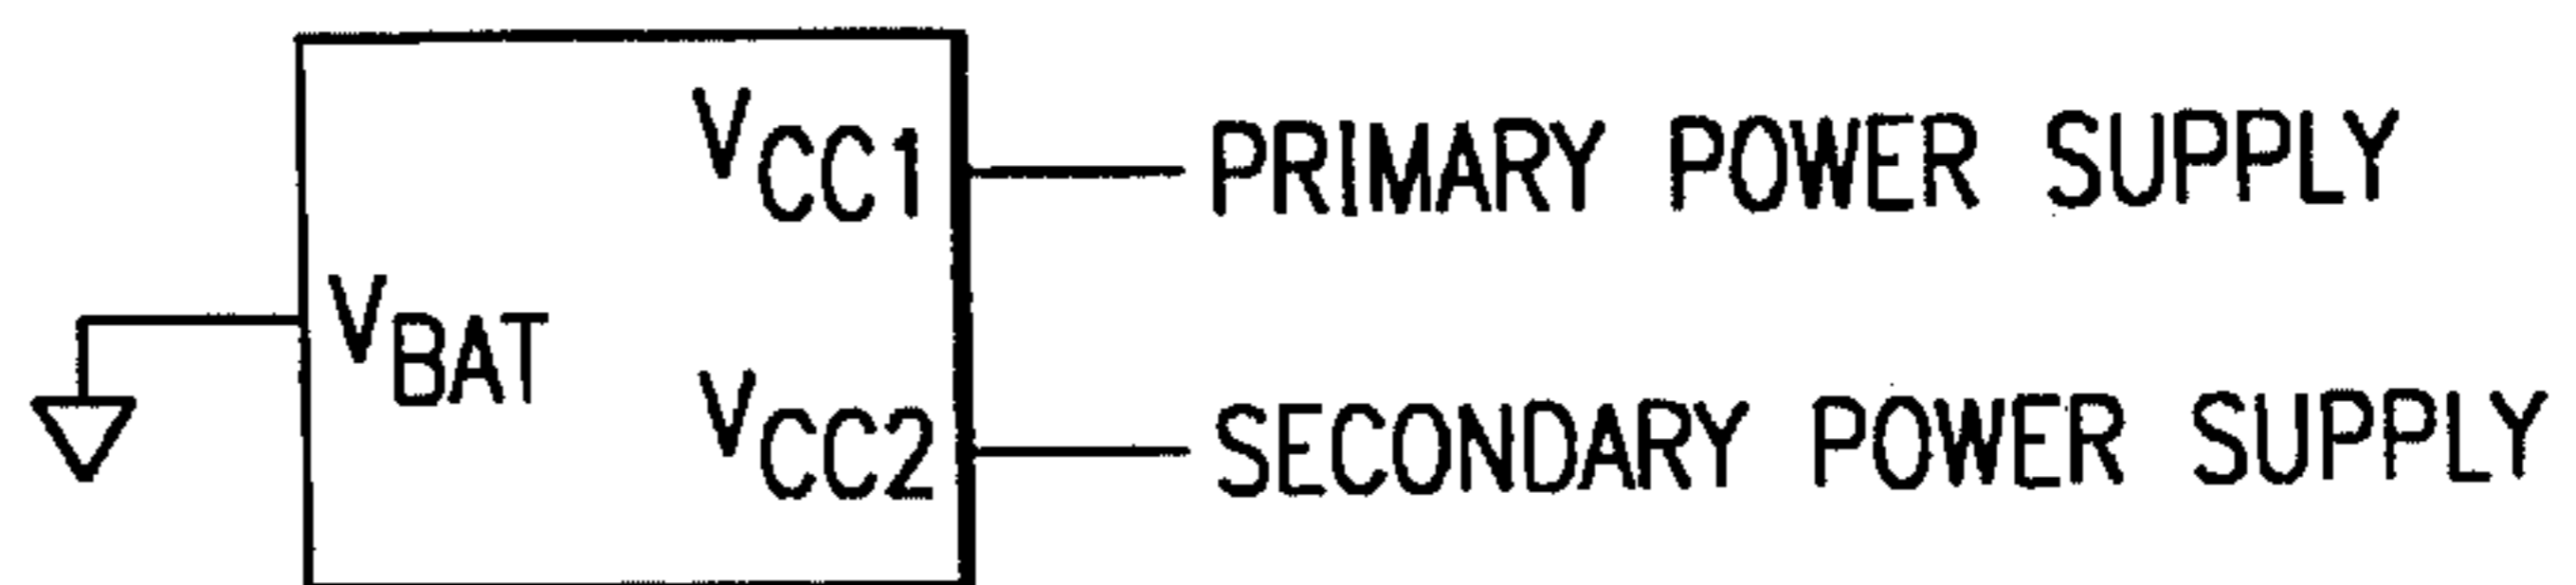 VCC1 PRIMARY POWER SUPPLY
VBAT
VCC2 SECONDARY POWER SUPPLY